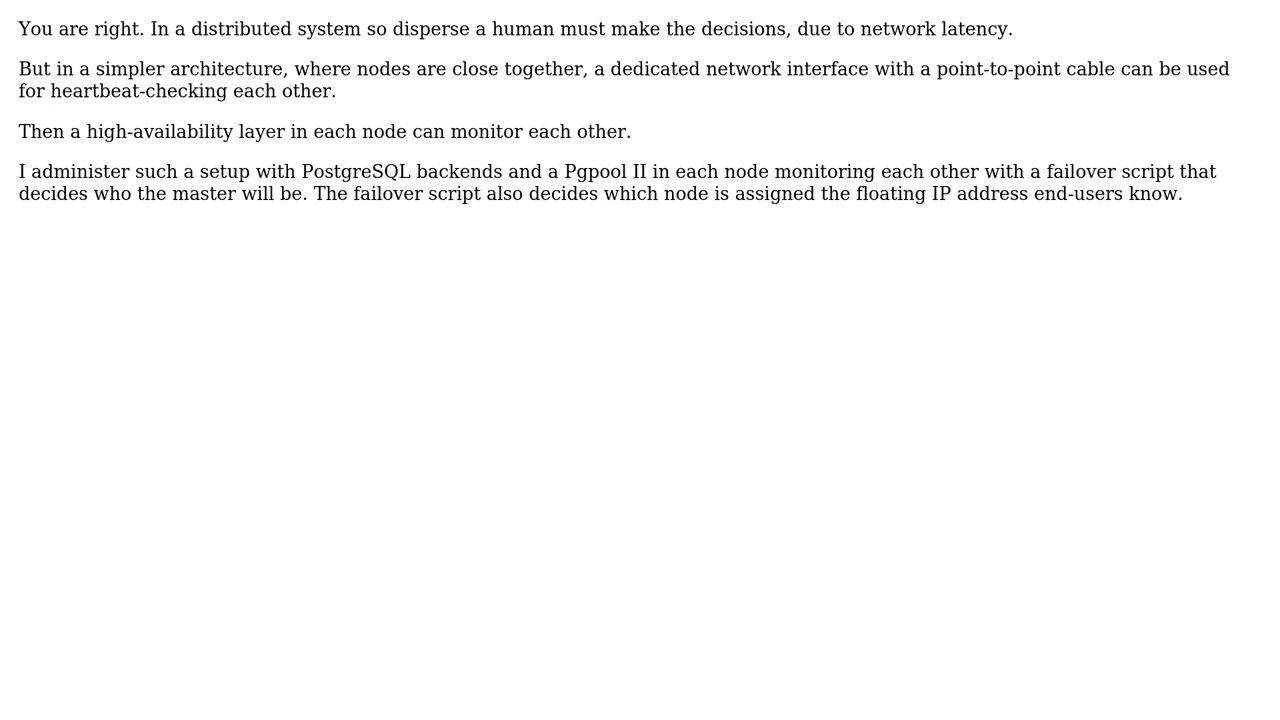 You are right. In a distributed system so disperse a human must make the decisions, due to network latency.
But in a simpler architecture, where nodes are close together, a dedicated network interface with a point-to-point cable can be used
for heartbeat-checking each other.
Then a high-availability layer in each node can monitor each other.
I administer such a setup with PostgreSQL backends and a Pgpool II in each node monitoring each other with a failover script that
decides who the master will be. The failover script also decides which node is assigned the floating IP address end-users know.